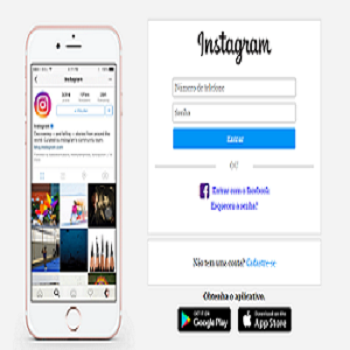 Instagram
Instagram
Número de telefone
Senha
Entrar
OU
Entrar com o Facebook
Esqueceu a senha?
Não tem uma conta? Cadastre-se
Obtenha o aplicativo.
GET IT ON
Google Play
Download on the
App Store